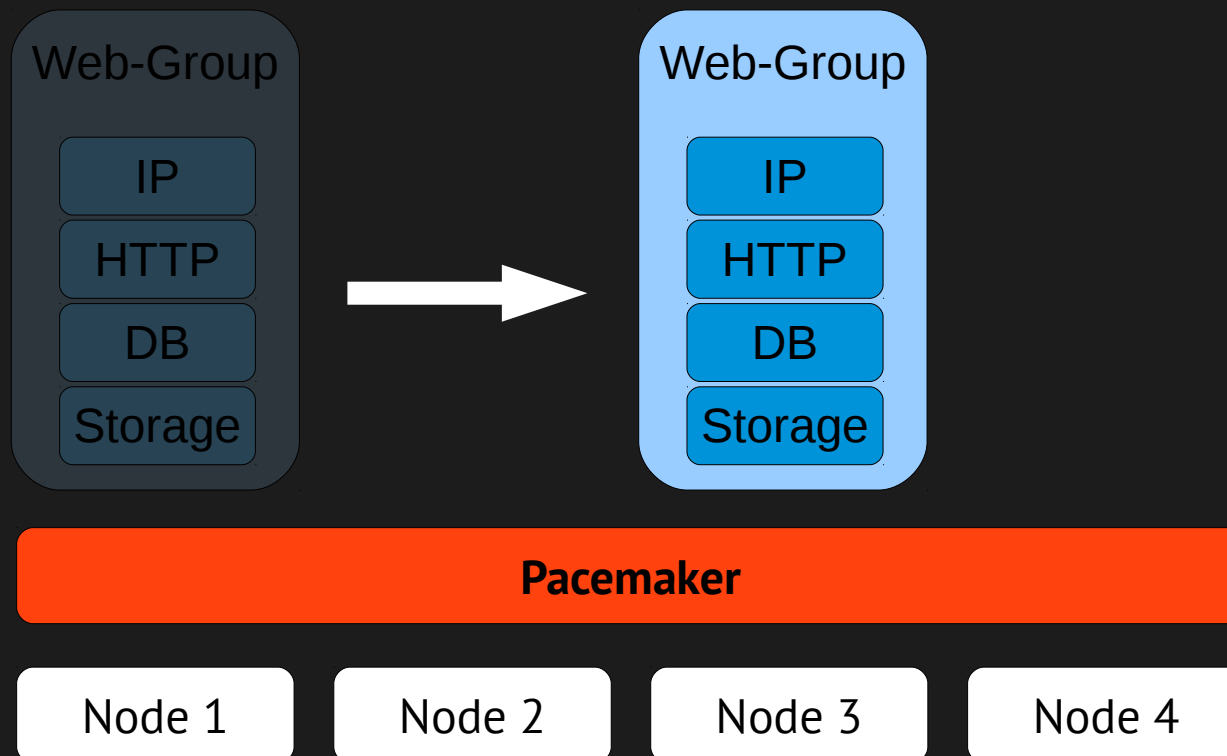 Web-Group
IP
HTTP
DB
Storage
Web-Group
IP
HTTP
DB
Storage
Pacemaker
Node 1
Node 2
Node 3
Node 4